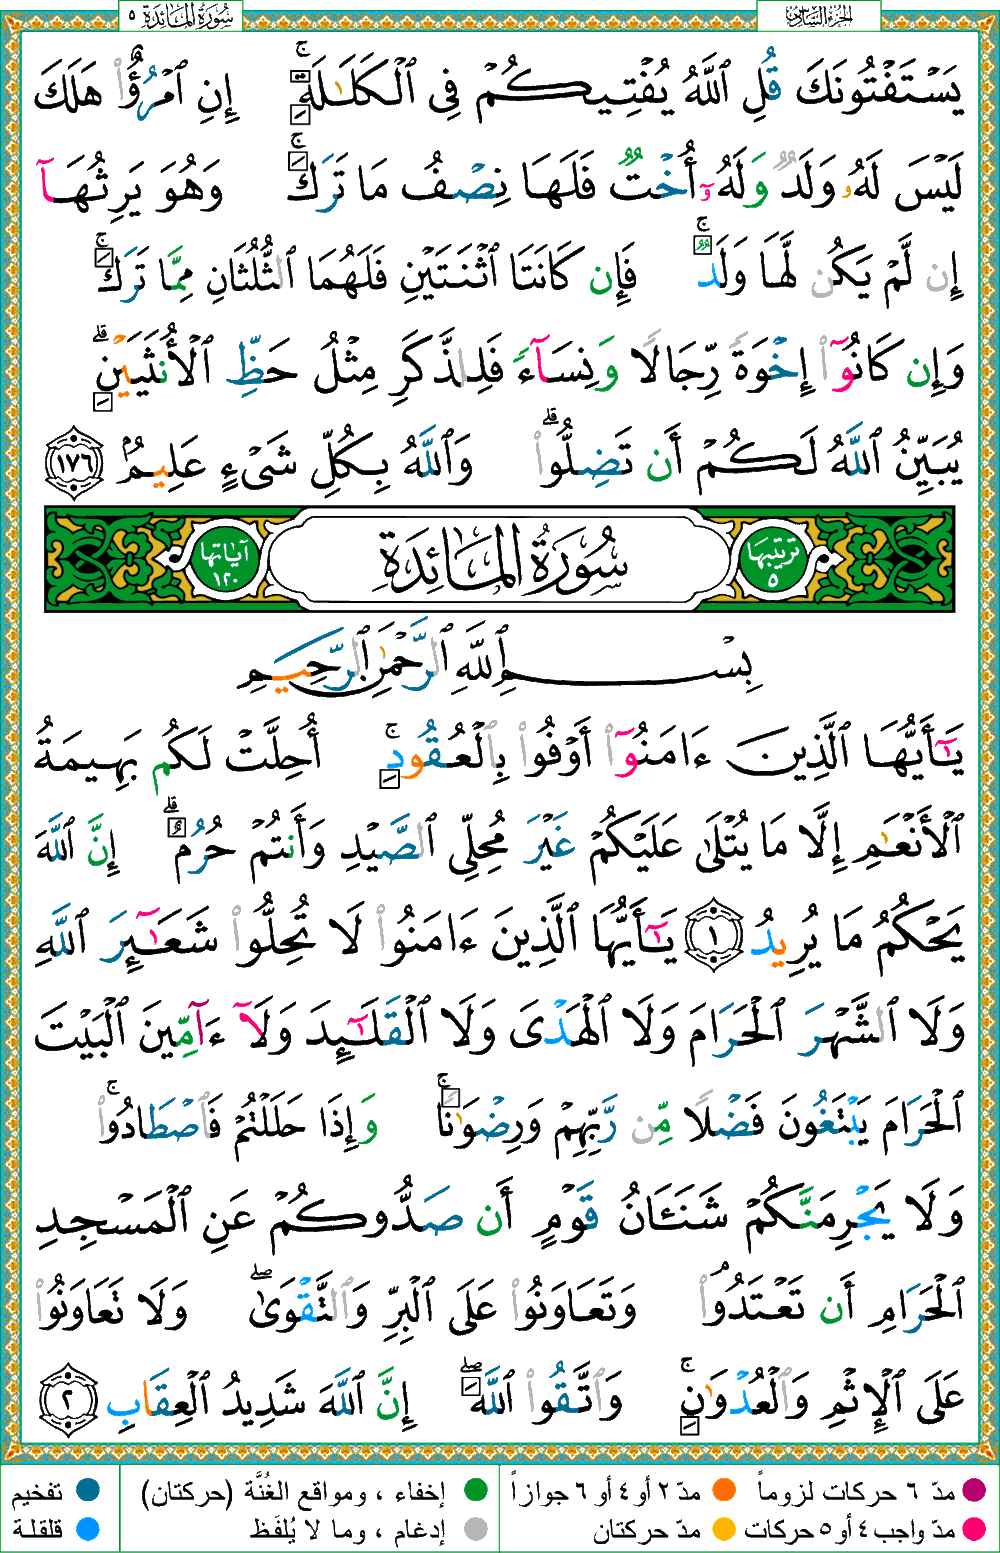 الجزء السادس
سورة المائدة ٥
يَسْتَفْتُونَكَ قُلِ ٱللَّهُ يُفْتِيكُمْ فِى ٱلْكَلَـٰلَةِ ۚ إِنِ ٱمْرُؤٌا۟ هَلَكَ
لَيْسَ لَهُۥ وَلَدٌ وَلَهُۥٓ أُخْتٌ فَلَهَا نِصْفُ مَا تَرَكَ ۚ وَهُوَ يَرِثُهَآ
إِن لَّمْ يَكُن لَّهَا وَلَدٌ ۚ فَإِن كَانَتَا ٱثْنَتَيْنِ فَلَهُمَا ٱلثُّلُثَانِ مِمَّا تَرَكَ ۚ
وَإِن كَانُوٓا۟ إِخْوَةً رِّجَالًا وَنِسَآءً فَلِلذَّكَرِ مِثْلُ حَظِّ ٱلْأُنثَيَيْنِ ۗ
يُبَيِّنُ ٱللَّهُ لَكُمْ أَن تَضِلُّوا۟ ۗ وَٱللَّهُ بِكُلِّ شَىْءٍ عَلِيمٌۢ ١٧٦
ترتيبها ٥ سُورَةُ المَائِدَةِ آياتها ١٢٠
بِسْمِ ٱللَّهِ ٱلرَّحْمَـٰنِ ٱلرَّحِيمِ
يَـٰٓأَيُّهَا ٱلَّذِينَ ءَامَنُوٓا۟ أَوْفُوا۟ بِٱلْعُقُودِ ۚ أُحِلَّتْ لَكُم بَهِيمَةُ
ٱلْأَنْعَـٰمِ إِلَّا مَا يُتْلَىٰ عَلَيْكُمْ غَيْرَ مُحِلِّى ٱلصَّيْدِ وَأَنتُمْ حُرُمٌ ۗ إِنَّ ٱللَّهَ
يَحْكُمُ مَا يُرِيدُ ١ يَـٰٓأَيُّهَا ٱلَّذِينَ ءَامَنُوا۟ لَا تُحِلُّوا۟ شَعَـٰٓئِرَ ٱللَّهِ
وَلَا ٱلشَّهْرَ ٱلْحَرَامَ وَلَا ٱلْهَدْىَ وَلَا ٱلْقَلَـٰٓئِدَ وَلَآ ءَآمِّينَ ٱلْبَيْتَ
ٱلْحَرَامَ يَبْتَغُونَ فَضْلًا مِّن رَّبِّهِمْ وَرِضْوَٰنًا ۚ وَإِذَا حَلَلْتُمْ فَٱصْطَادُوا۟ ۚ
وَلَا يَجْرِمَنَّكُمْ شَنَـَٔانُ قَوْمٍ أَن صَدُّوكُمْ عَنِ ٱلْمَسْجِدِ
ٱلْحَرَامِ أَن تَعْتَدُوا۟ ۘ وَتَعَاوَنُوا۟ عَلَى ٱلْبِرِّ وَٱلتَّقْوَىٰ ۖ وَلَا تَعَاوَنُوا۟
عَلَى ٱلْإِثْمِ وَٱلْعُدْوَٰنِ ۚ وَٱتَّقُوا۟ ٱللَّهَ ۖ إِنَّ ٱللَّهَ شَدِيدُ ٱلْعِقَابِ ٢
مدّ ٦ حركات لزوماً
مدّ ٢ أو ٤ أو ٦ جوازاً
إخفاء ، ومواقع الغُنَّة (حركتان)
تفخيم
مدّ واجب ٤ أو ٥ حركات
مدّ حركتان
إدغام ، وما لا يُلفَظ
قلقلة